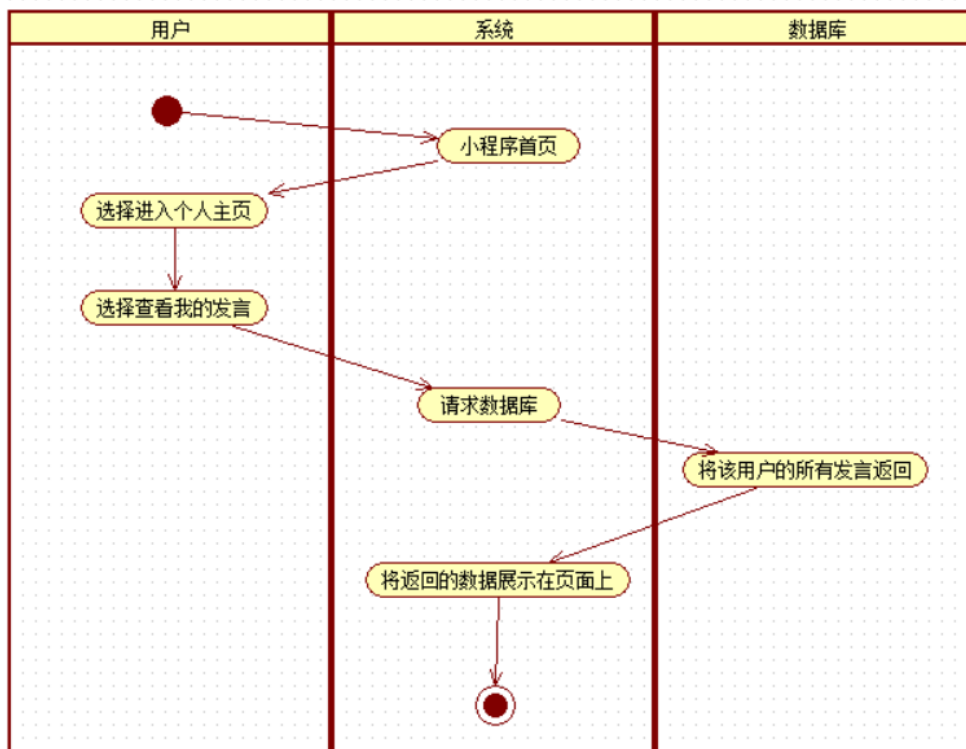 用户
系统
数据库
小程序首页
选择进入个人主页
选择查看我的发言
请求数据库
将该用户的所有发言返回
将返回的数据展示在页面上